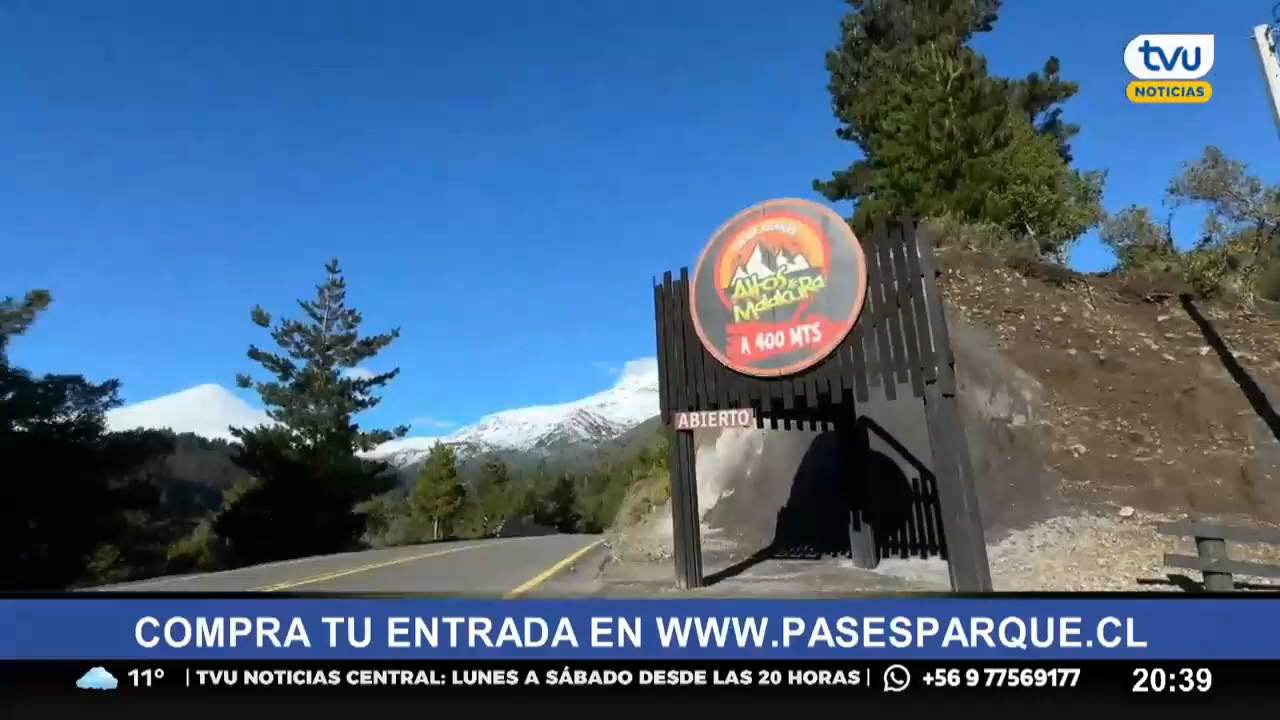 tvu
NOTICIAS
Altos de
Malacura
A 400 MTS
ABIERTO
COMPRA TU ENTRADA EN WWW.PASESPARQUE.CL
11° | TVU NOTICIAS CENTRAL: LUNES A SÁBADO DESDE LAS 20 HORAS | +56 9 77569177 20:39